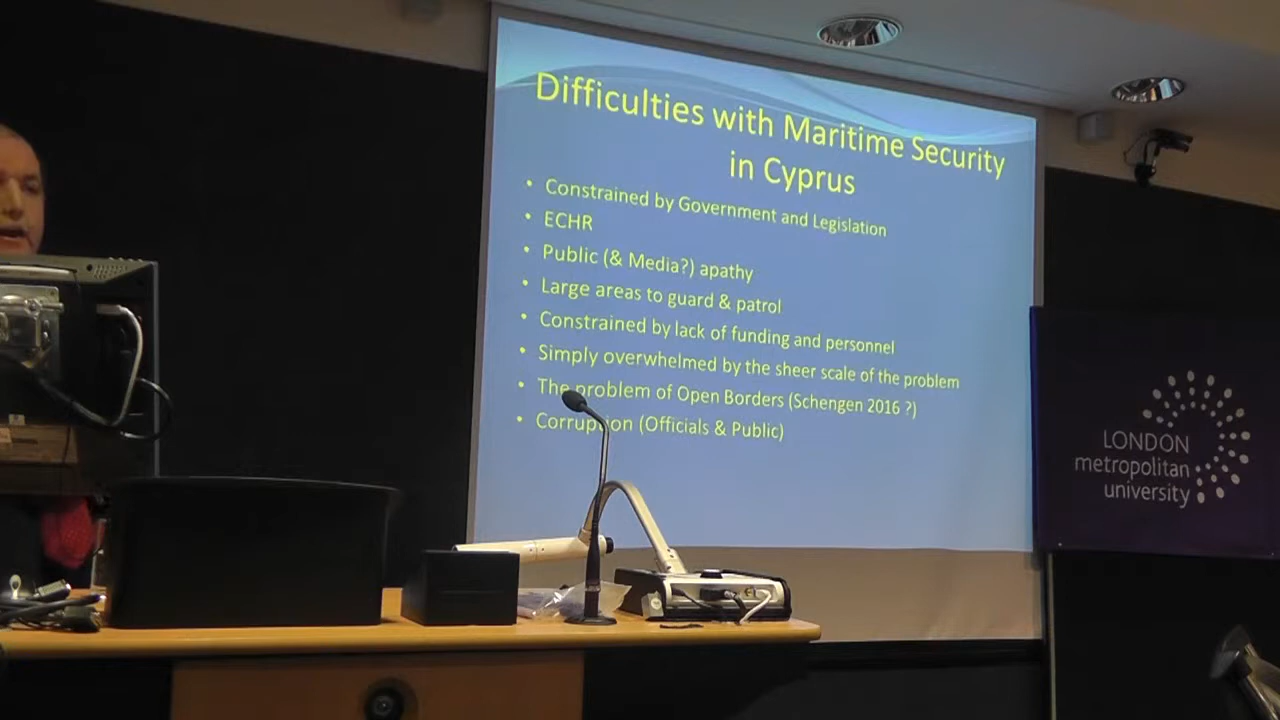 Difficulties with Maritime Security
in Cyprus
• Constrained by Government and Legislation
• ECHR
• Public (& Media?) apathy
• Large areas to guard & patrol
• Constrained by lack of funding and personnel
• Simply overwhelmed by the sheer scale of the problem
• The problem of Open Borders (Schengen 2016 ?)
• Corruption (Officials & Public)
LONDON
metropolitan
university